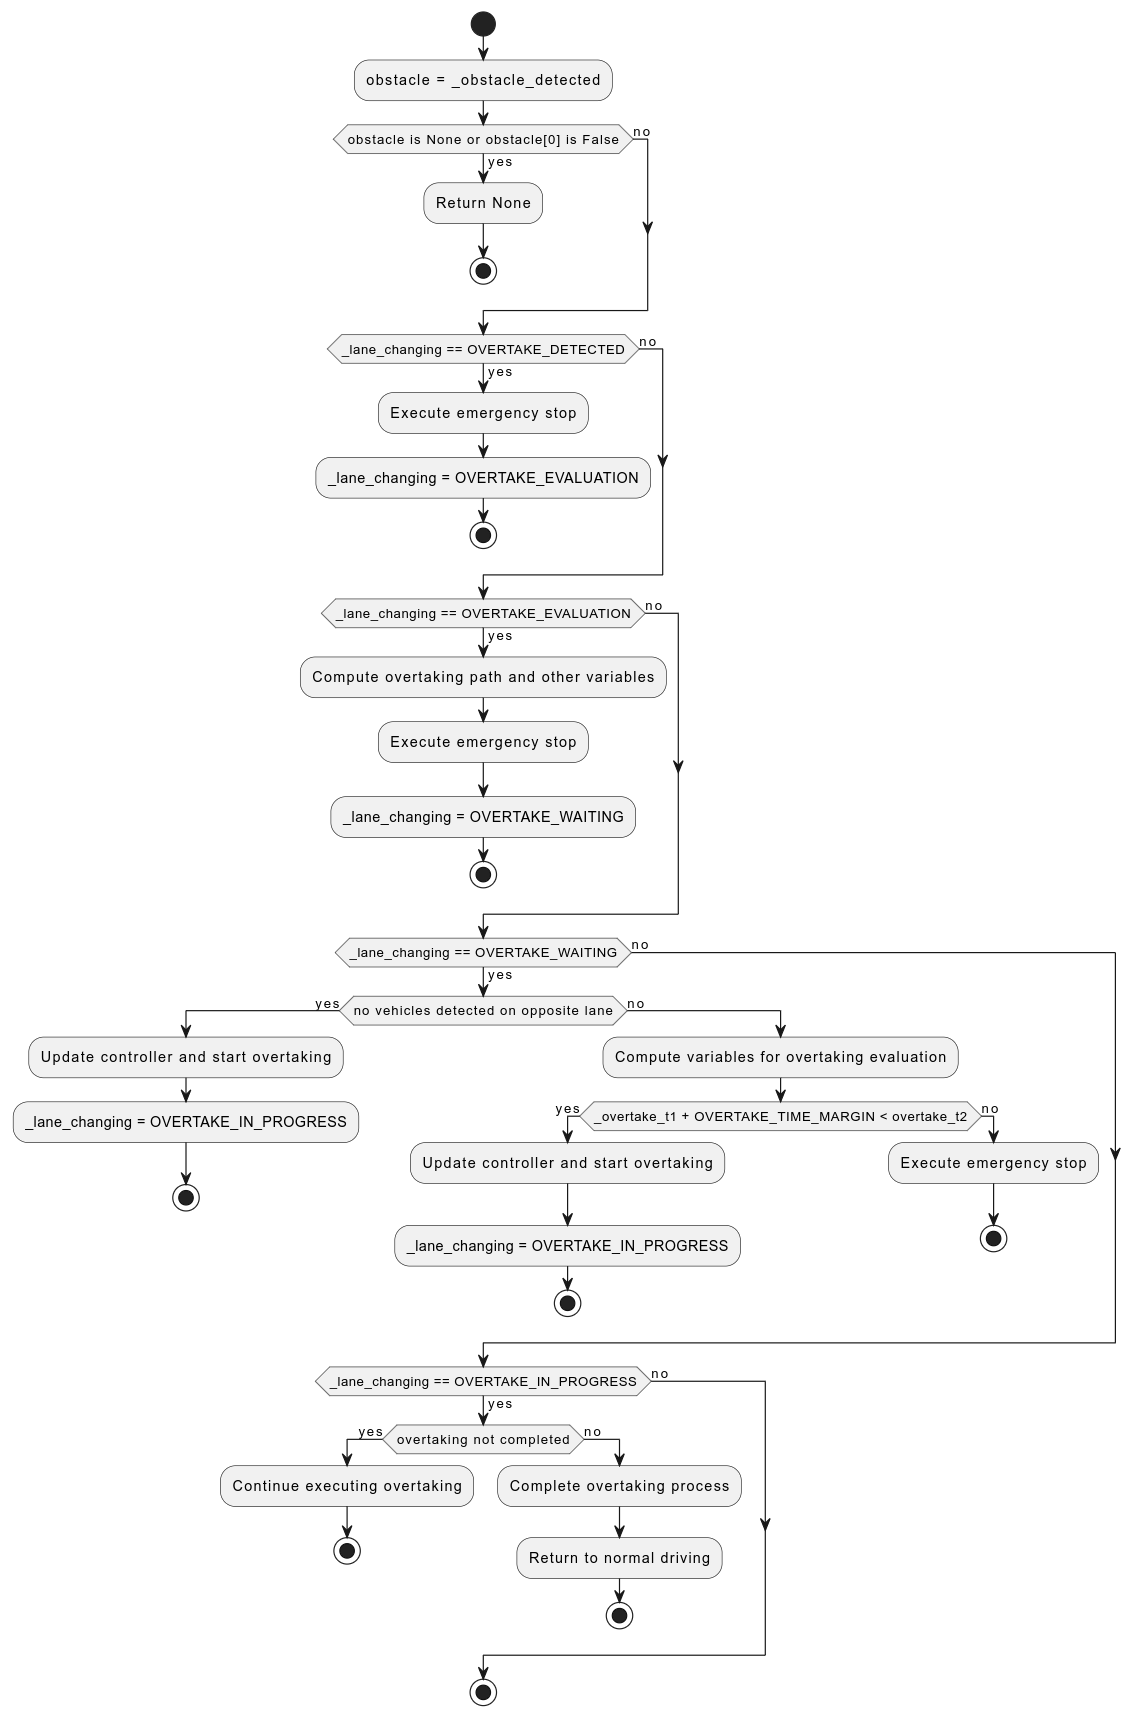 obstacle = _obstacle_detected
obstacle is None or obstacle[0] is False
no
yes
Return None
_lane_changing == OVERTAKE_DETECTED
no
yes
Execute emergency stop
_lane_changing = OVERTAKE_EVALUATION
_lane_changing == OVERTAKE_EVALUATION
no
yes
Compute overtaking path and other variables
Execute emergency stop
_lane_changing = OVERTAKE_WAITING
_lane_changing == OVERTAKE_WAITING
no
yes
yes
no vehicles detected on opposite lane
no
Update controller and start overtaking
_lane_changing = OVERTAKE_IN_PROGRESS
Compute variables for overtaking evaluation
yes
_overtake_t1 + OVERTAKE_TIME_MARGIN < overtake_t2
no
Update controller and start overtaking
_lane_changing = OVERTAKE_IN_PROGRESS
Execute emergency stop
_lane_changing == OVERTAKE_IN_PROGRESS
no
yes
yes
overtaking not completed
no
Continue executing overtaking
Complete overtaking process
Return to normal driving